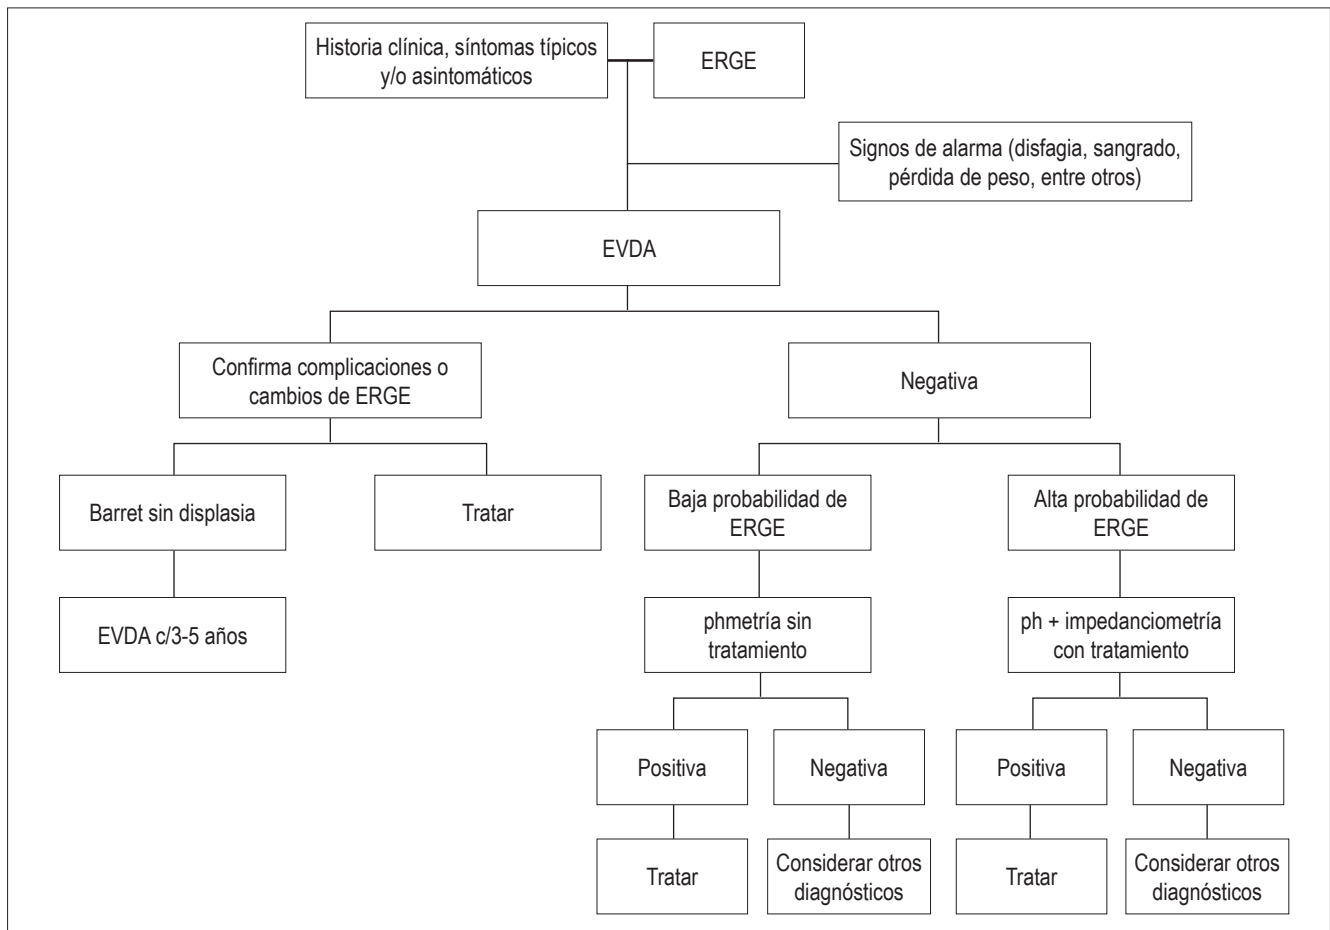 Historia clínica, síntomas típicos
y/o asintomáticos
ERGE
Signos de alarma (disfagia, sangrado,
pérdida de peso, entre otros)
EVDA
Confirma complicaciones o
cambios de ERGE
Negativa
Barret sin displasia
Tratar
Baja probabilidad de
ERGE
Alta probabilidad de
ERGE
EVDA c/3-5 años
phmetría sin
tratamiento
ph + impedanciometría
con tratamiento
Positiva
Negativa
Positiva
Negativa
Tratar
Considerar otros
diagnósticos
Tratar
Considerar otros
diagnósticos